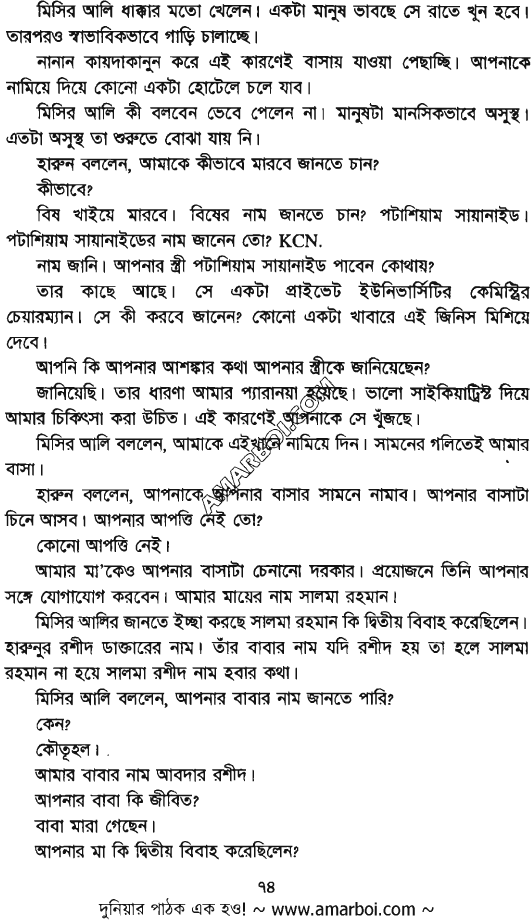 মিসির আলি ধাক্কার মতো খেলেন। একটা মানুষ ভাবছে সে রাতে খুন হবে।
তারপরও স্বাভাবিকভাবে গাড়ি চালাচ্ছে।
নানান কায়দাকানুন করে এই কারণেই বাসায় যাওয়া পেছাচ্ছি। আপনাকে
নামিয়ে দিয়ে কোনো একটা হোটেলে চলে যাব।
মিসির আলি কী বলবেন ভেবে পেলেন না। মানুষটা মানসিকভাবে অসুস্থ।
এতটা অসুস্থ তা শুরুতে বোঝা যায় নি।
হারুন বললেন, আমাকে কীভাবে মারবে জানতে চান?
কীভাবে?
বিষ খাইয়ে মারবে। বিষের নাম জানতে চান? পটাশিয়াম সায়ানাইড।
পটাশিয়াম সায়ানাইডের নাম জানেন তো? KCN.
নাম জানি। আপনার স্ত্রী পটাশিয়াম সায়ানাইড পাবেন কোথায়?
তার কাছে আছে। সে একটা প্রাইভেট ইউনিভার্সিটির কেমিস্ট্রির
চেয়ারম্যান। সে কী করবে জানেন? কোনো একটা খাবারে এই জিনিস মিশিয়ে
দেবে।
আপনি কি আপনার আশঙ্কার কথা আপনার স্ত্রীকে জানিয়েছেন?
জানিয়েছি। তার ধারণা আমার প্যারানয়া হয়েছে। ভালো সাইকিয়াট্রিস্ট দিয়ে
আমার চিকিৎসা করা উচিত। এই কারণেই আপনাকে সে খুঁজছে।
মিসির আলি বললেন, আমাকে এইখানে নামিয়ে দিন। সামনের গলিতেই আমার
বাসা।
হারুন বললেন, আপনাকে আপনার বাসার সামনে নামাব। আপনার বাসাটা
চিনে আসব। আপনার আপত্তি নেই তো?
কোনো আপত্তি নেই।
আমার মা'কেও আপনার বাসাটা চেনানো দরকার। প্রয়োজনে তিনি আপনার
সঙ্গে যোগাযোগ করবেন। আমার মায়ের নাম সালমা রহমান।
মিসির আলির জানতে ইচ্ছা করছে সালমা রহমান কি দ্বিতীয় বিবাহ করেছিলেন।
হারুনুর রশীদ ডাক্তারের নাম। তাঁর বাবার নাম যদি রশীদ হয় তা হলে সালমা
রহমান না হয়ে সালমা রশীদ নাম হবার কথা।
মিসির আলি বললেন, আপনার বাবার নাম জানতে পারি?
কেন?
কৌতূহল।
আমার বাবার নাম আবদার রশীদ।
আপনার বাবা কি জীবিত?
বাবা মারা গেছেন।
আপনার মা কি দ্বিতীয় বিবাহ করেছিলেন?
৭৪
দুনিয়ার পাঠক এক হও! ~ www.amarboi.com ~
AMARBOI.COM